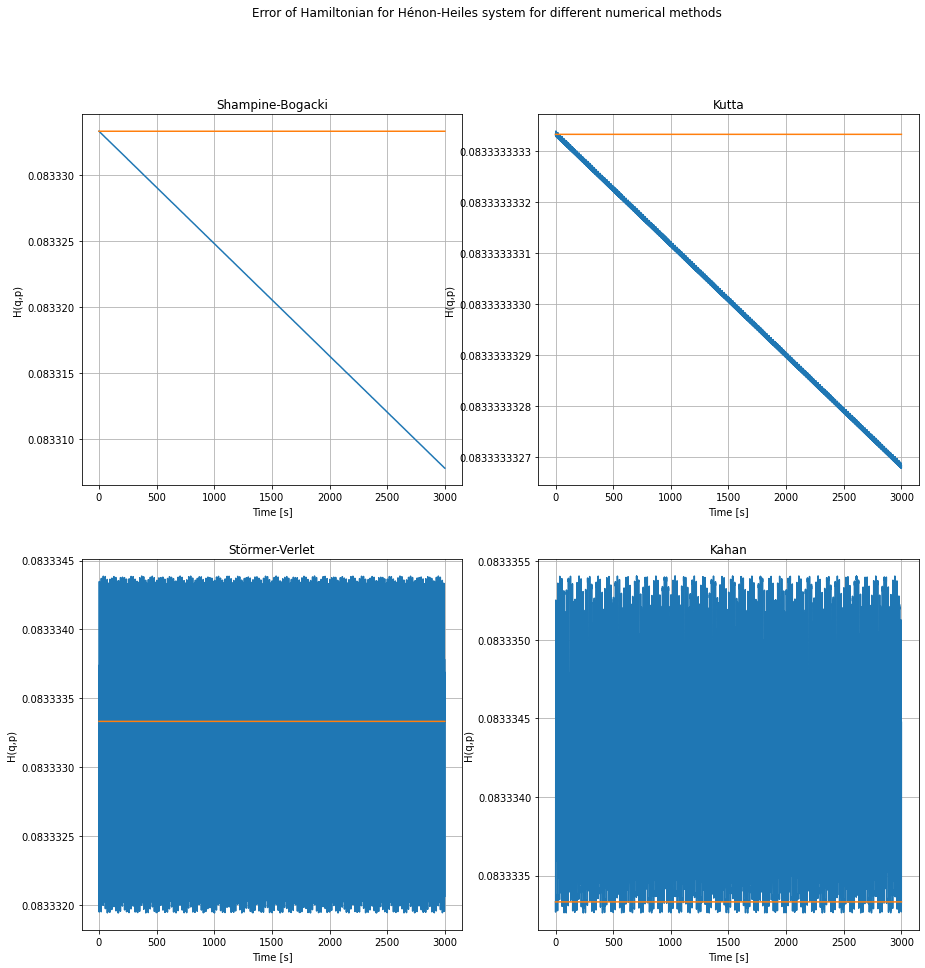 Error of Hamiltonian for Hénon-Heiles system for different numerical methods
Shampine-Bogacki
H(q,p)
0.083330
0.083325
0.083320
0.083315
0.083310
0 500 1000 1500 2000 2500 3000
Time [s]
Kutta
H(q,p)
0.0833333333
0.0833333332
0.0833333331
0.0833333330
0.0833333329
0.0833333328
0.0833333327
0 500 1000 1500 2000 2500 3000
Time [s]
Störmer-Verlet
H(q,p)
0.0833345
0.0833340
0.0833335
0.0833330
0.0833325
0.0833320
0 500 1000 1500 2000 2500 3000
Time [s]
Kahan
H(q,p)
0.0833355
0.0833350
0.0833345
0.0833340
0.0833335
0 500 1000 1500 2000 2500 3000
Time [s]